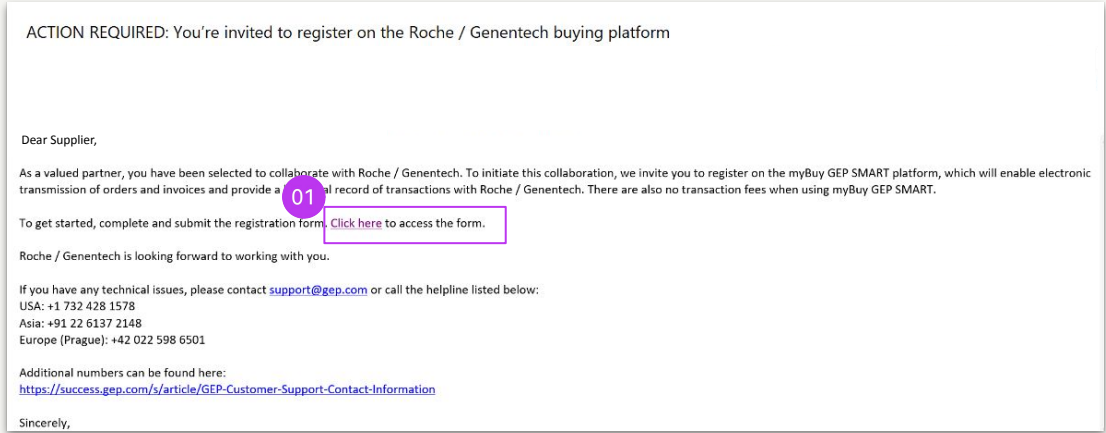 ACTION REQUIRED: You're invited to register on the Roche / Genentech buying platform
Dear Supplier,
As a valued partner, you have been selected to collaborate with Roche / Genentech. To initiate this collaboration, we invite you to register on the myBuy GEP SMART platform, which will enable electronic
transmission of orders and invoices and provide a al record of transactions with Roche / Genentech. There are also no transaction fees when using myBuy GEP SMART.
01
To get started, complete and submit the registration form. Click here to access the form.
Roche / Genentech is looking forward to working with you.
If you have any technical issues, please contact support@gep.com or call the helpline listed below:
USA: +1 732 428 1578
Asia: +91 22 6137 2148
Europe (Prague): +42 022 598 6501
Additional numbers can be found here:
https://success.gep.com/s/article/GEP-Customer-Support-Contact-Information
Sincerely,